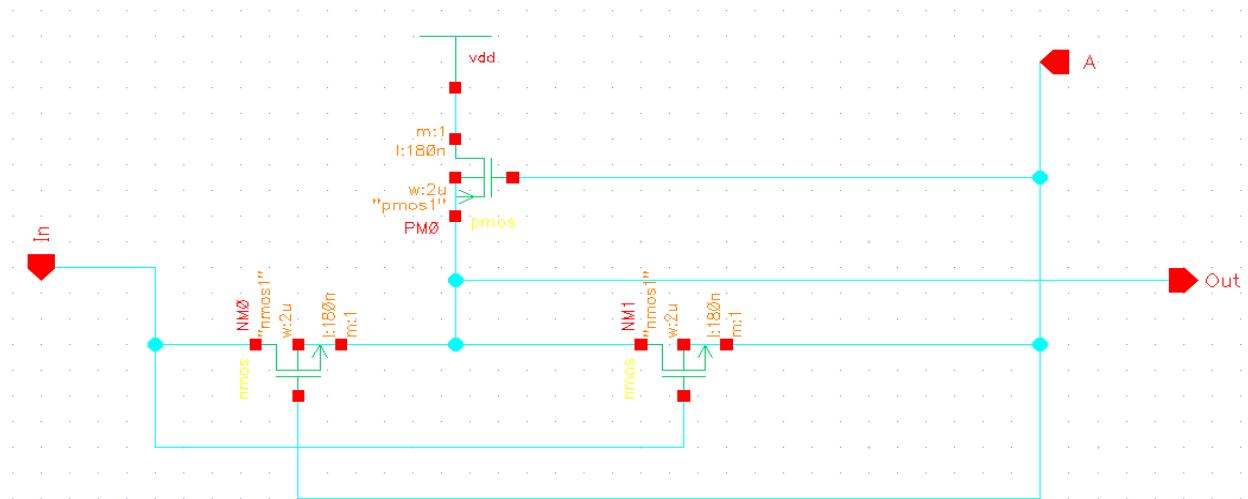 vdd
A
m:1
l:180n
w:2u
"pmos1"
PM0
pmos
In
Out
NM0
"nmos1"
w:2u
l:180n
m:1
nmos
NM1
"nmos1"
w:2u
l:180n
m:1
nmos